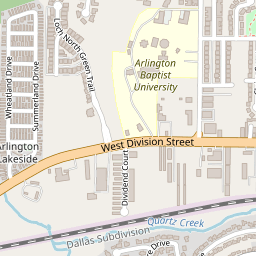 Wheatland Drive
Summerland Drive
Loch North Green Trail
Arlington
Baptist
University
West Division Street
Arlington
Lakeside
Dividend Court
Quartz Creek
Dallas Subdivision
e Drive